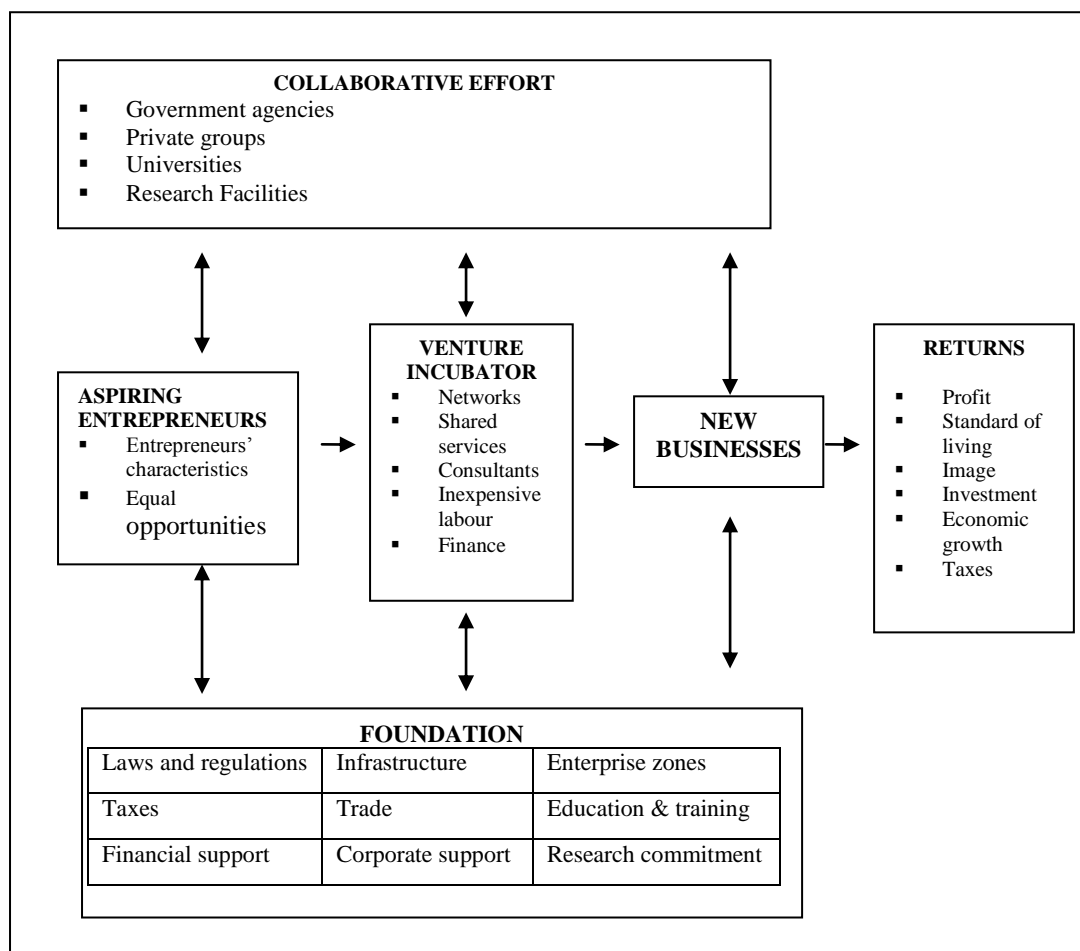 COLLABORATIVE EFFORT
▪ Government agencies
▪ Private groups
▪ Universities
▪ Research Facilities
ASPIRING
ENTREPRENEURS
▪ Entrepreneurs’
characteristics
▪ Equal
opportunities
VENTURE
INCUBATOR
▪ Networks
▪ Shared
services
▪ Consultants
▪ Inexpensive
labour
▪ Finance
NEW
BUSINESSES
RETURNS
▪ Profit
▪ Standard of
living
▪ Image
▪ Investment
▪ Economic
growth
▪ Taxes
FOUNDATION
Laws and regulations Infrastructure Enterprise zones
Taxes Trade Education & training
Financial support Corporate support Research commitment